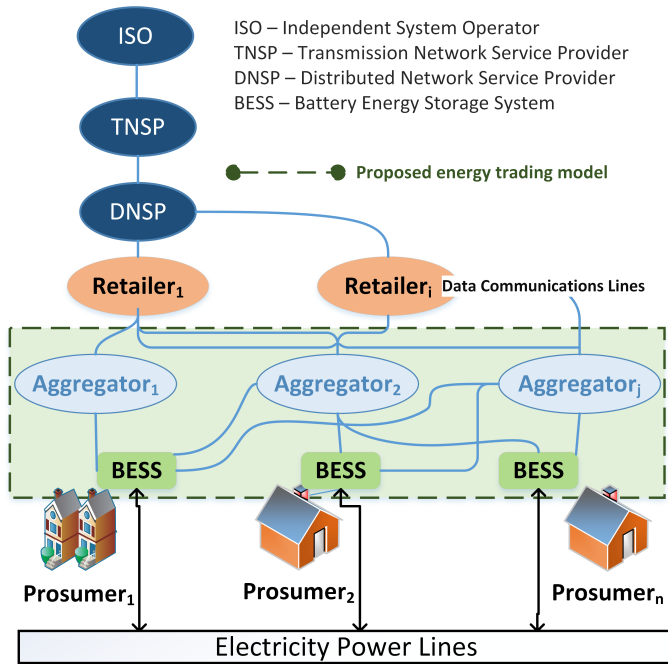 ISO
ISO – Independent System Operator
TNSP – Transmission Network Service Provider
DNSP – Distributed Network Service Provider
BESS – Battery Energy Storage System
TNSP
Proposed energy trading model
DNSP
Retailer1
Retaileri
Data Communications Lines
Aggregator1
Aggregator2
Aggregatorj
BESS
BESS
BESS
Prosumer1
Prosumer2
Prosumern
Electricity Power Lines